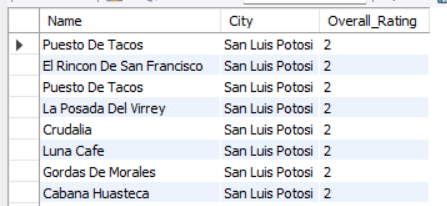 Name City Overall_Rating
Puesto De Tacos San Luis Potosi 2
El Rincon De San Francisco San Luis Potosi 2
Puesto De Tacos San Luis Potosi 2
La Posada Del Virrey San Luis Potosi 2
Crudalia San Luis Potosi 2
Luna Cafe San Luis Potosi 2
Gordas De Morales San Luis Potosi 2
Cabana Huasteca San Luis Potosi 2